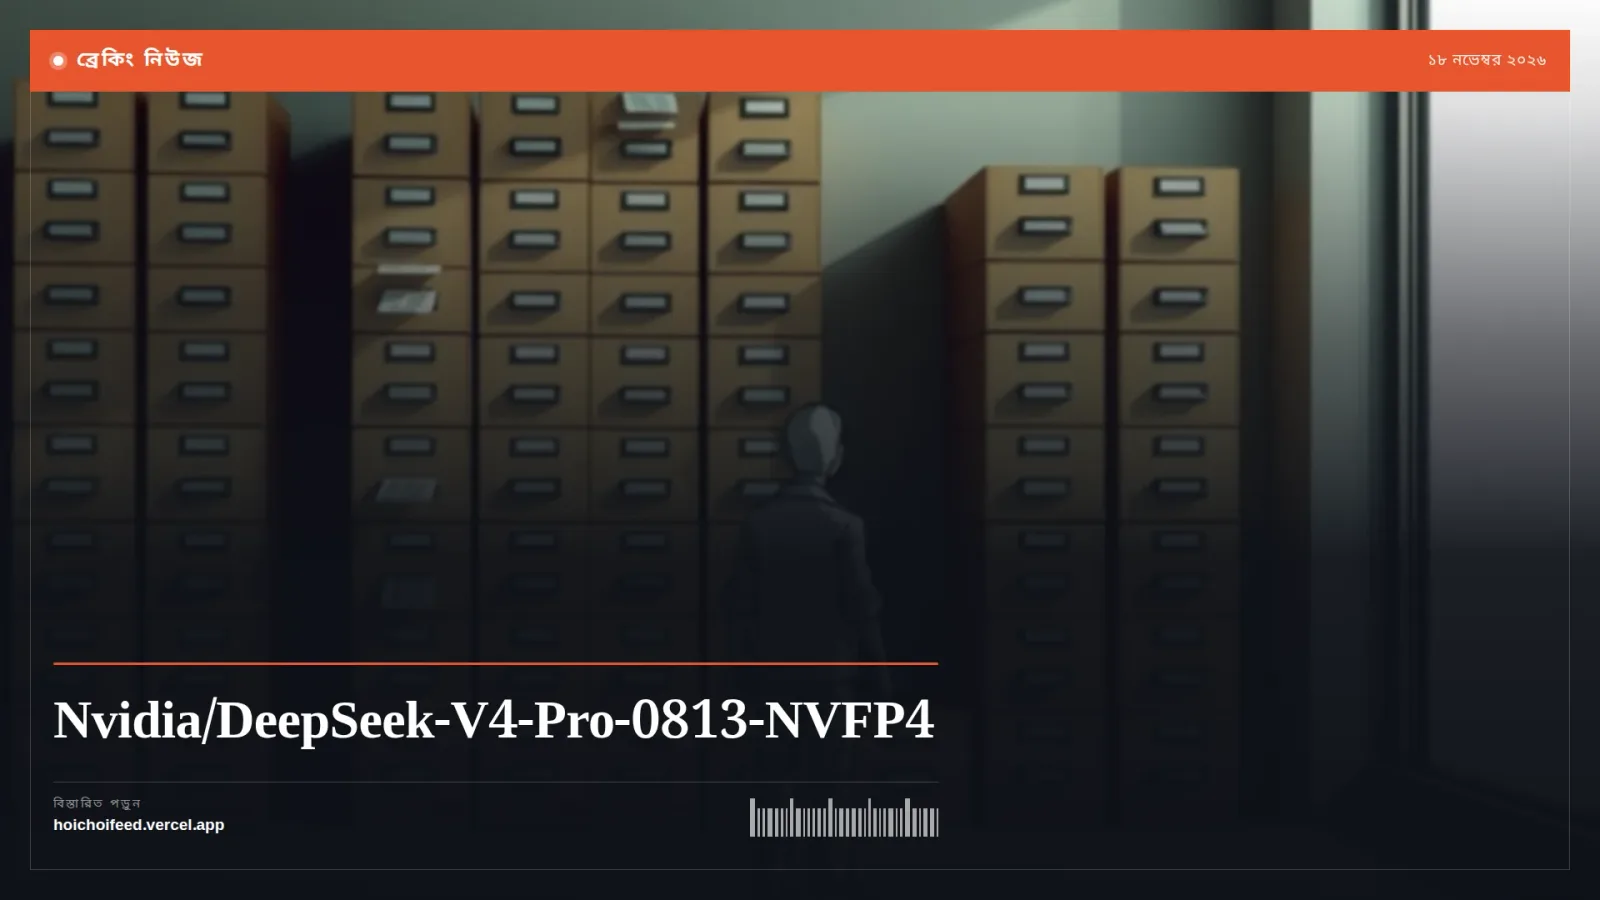 ব্রেকিং নিউজ
১৮ নভেম্বর ২০২৬
Nvidia/DeepSeek-V4-Pro-0813-NVFP4
বিস্তারিত পড়ুন
hoichoifeed.vercel.app